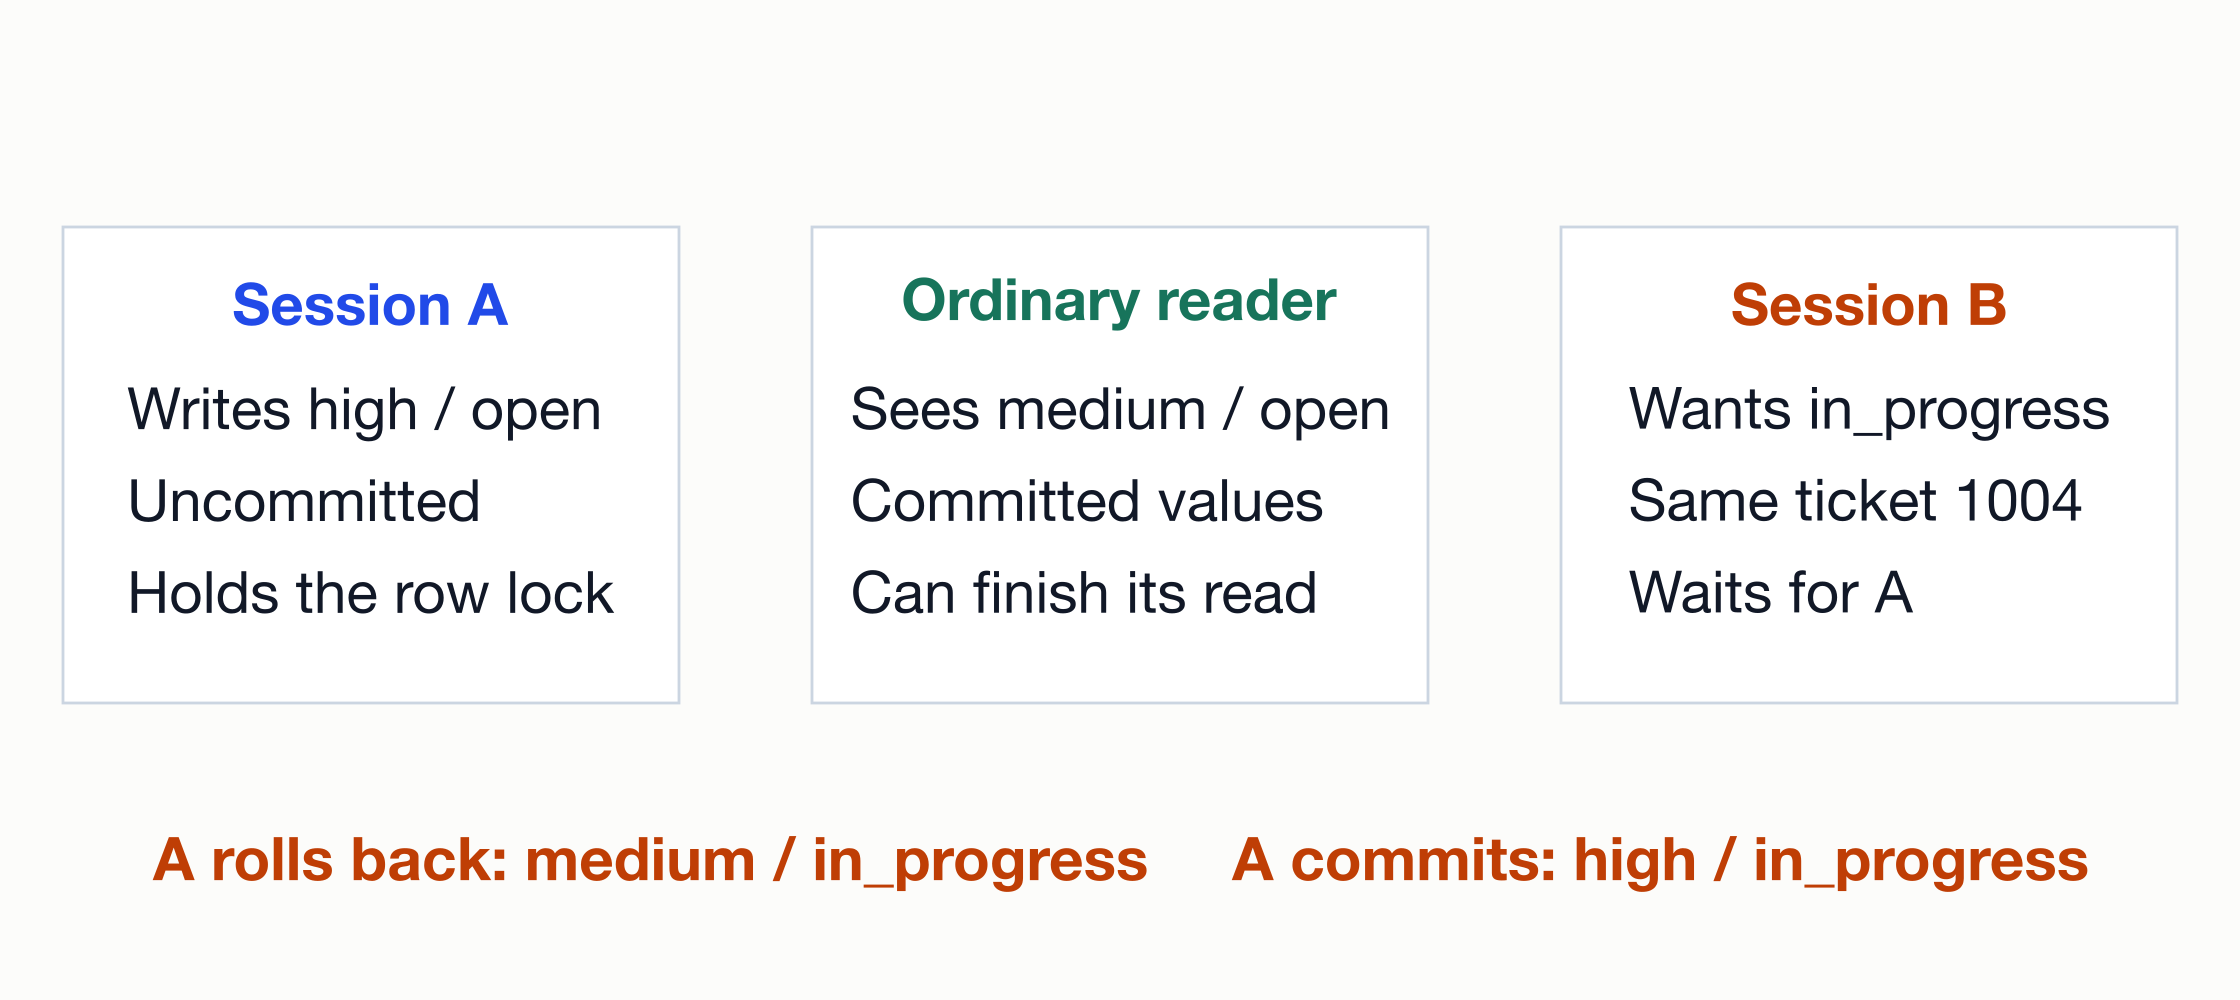 Session A
Writes high / open
Uncommitted
Holds the row lock
Ordinary reader
Sees medium / open
Committed values
Can finish its read
Session B
Wants in_progress
Same ticket 1004
Waits for A
A rolls back: medium / in_progress
A commits: high / in_progress